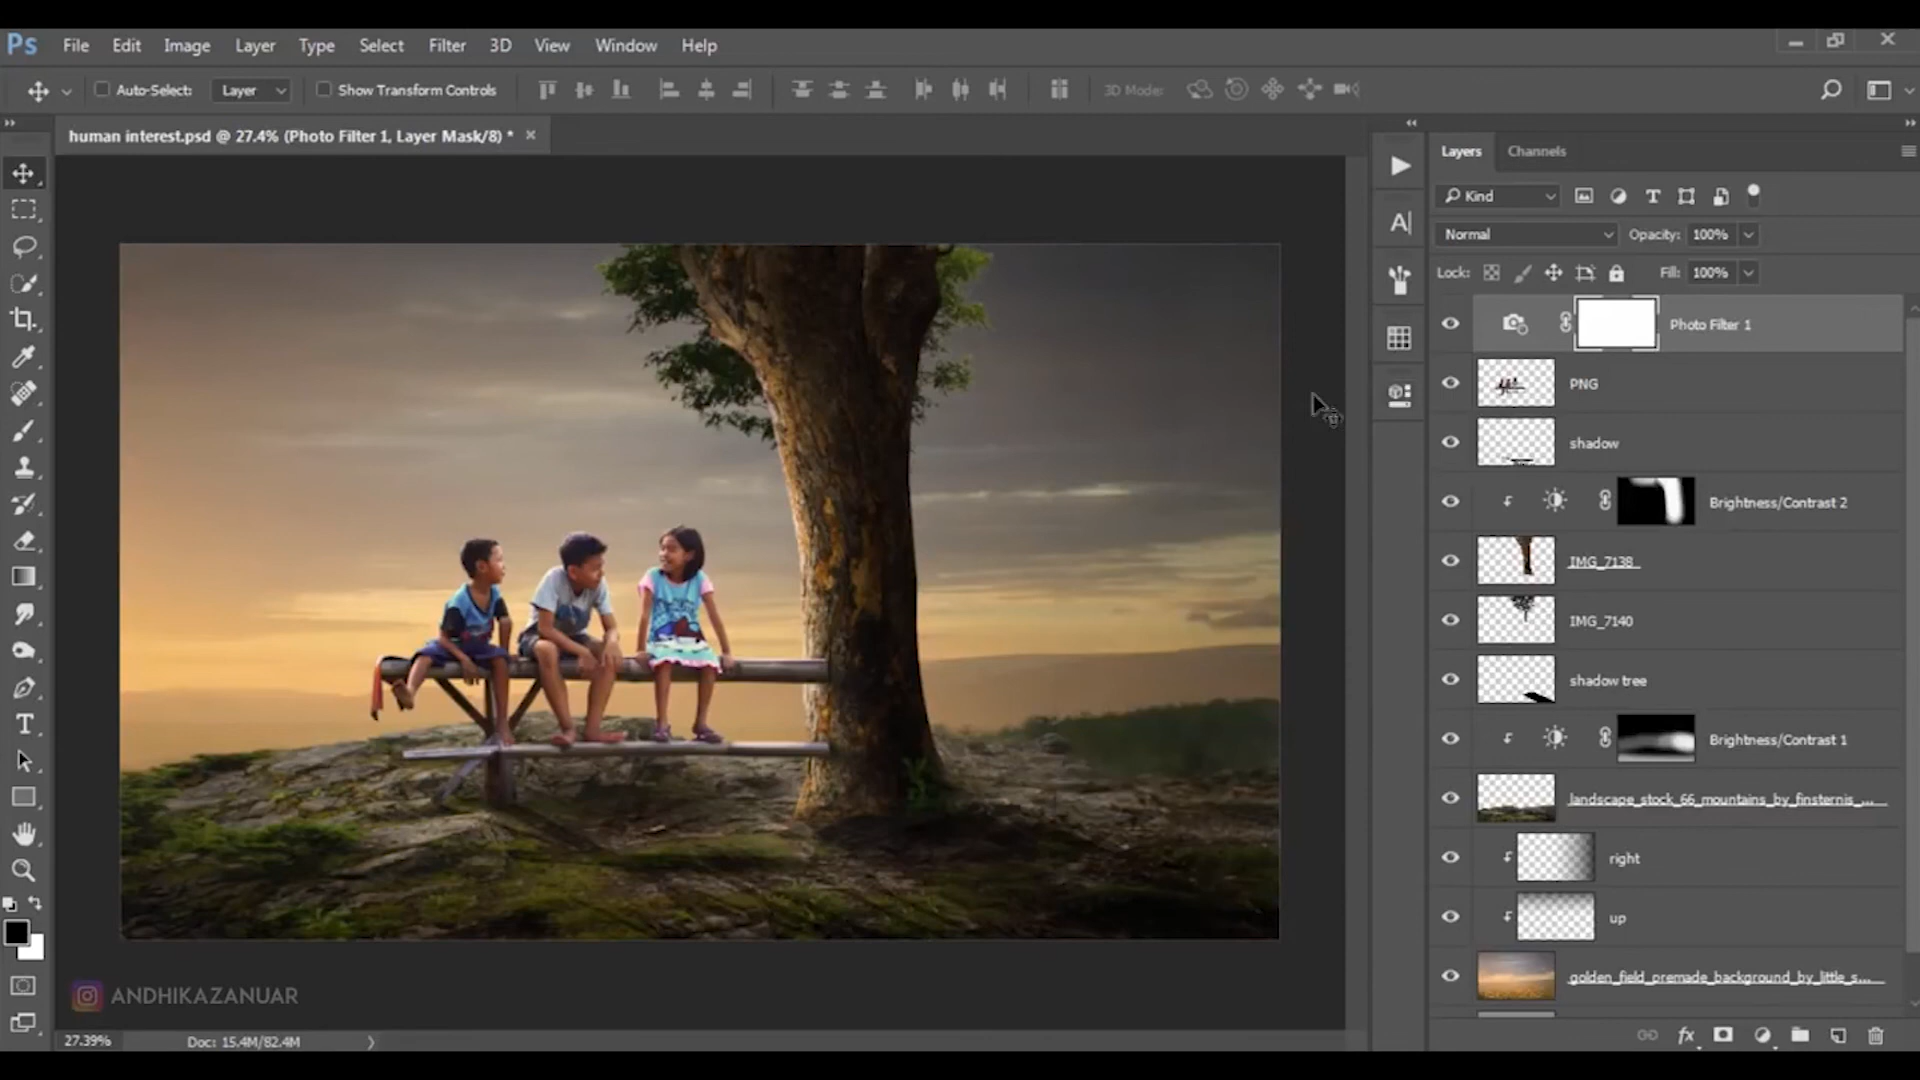 Ps File Edit Image Layer Type Select Filter 3D View Window Help
Auto-Select: Layer Show Transform Controls 3D Mode:
human interest.psd @ 27.4% (Photo Filter 1, Layer Mask/8) *
Layers Channels
Kind
Normal Opacity: 100%
Lock: Fill: 100%
Photo Filter 1
PNG
shadow
Brightness/Contrast 2
IMG_7138
IMG_7140
shadow tree
Brightness/Contrast 1
landscape_stock_66_mountains_by_finsternis_...
right
up
golden_field_premade_background_by_little_s...
ANDHIKAZANUAR
27.39% Doc: 15.4M/82.4M
fx